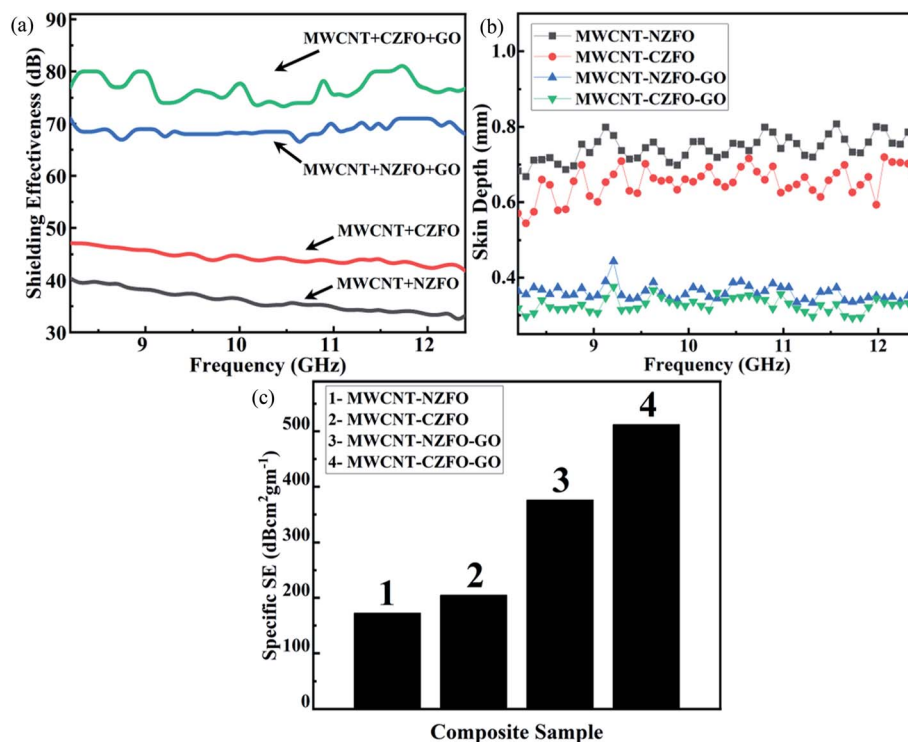 (a)
Shielding Effectiveness (dB)
90
80
70
60
50
40
30
MWCNT+CZFO+GO
MWCNT+NZFO+GO
MWCNT+CZFO
MWCNT+NZFO
9
10
11
12
Frequency (GHz)
(b)
Skin Depth (mm)
1.0
0.8
0.6
0.4
MWCNT-NZFO
MWCNT-CZFO
MWCNT-NZFO-GO
MWCNT-CZFO-GO
9
10
11
12
Frequency (GHz)
(c)
1- MWCNT-NZFO
2- MWCNT-CZFO
3- MWCNT-NZFO-GO
4- MWCNT-CZFO-GO
Specific SE (dBcm²gm⁻¹)
500
400
300
200
100
0
1
2
3
4
Composite Sample